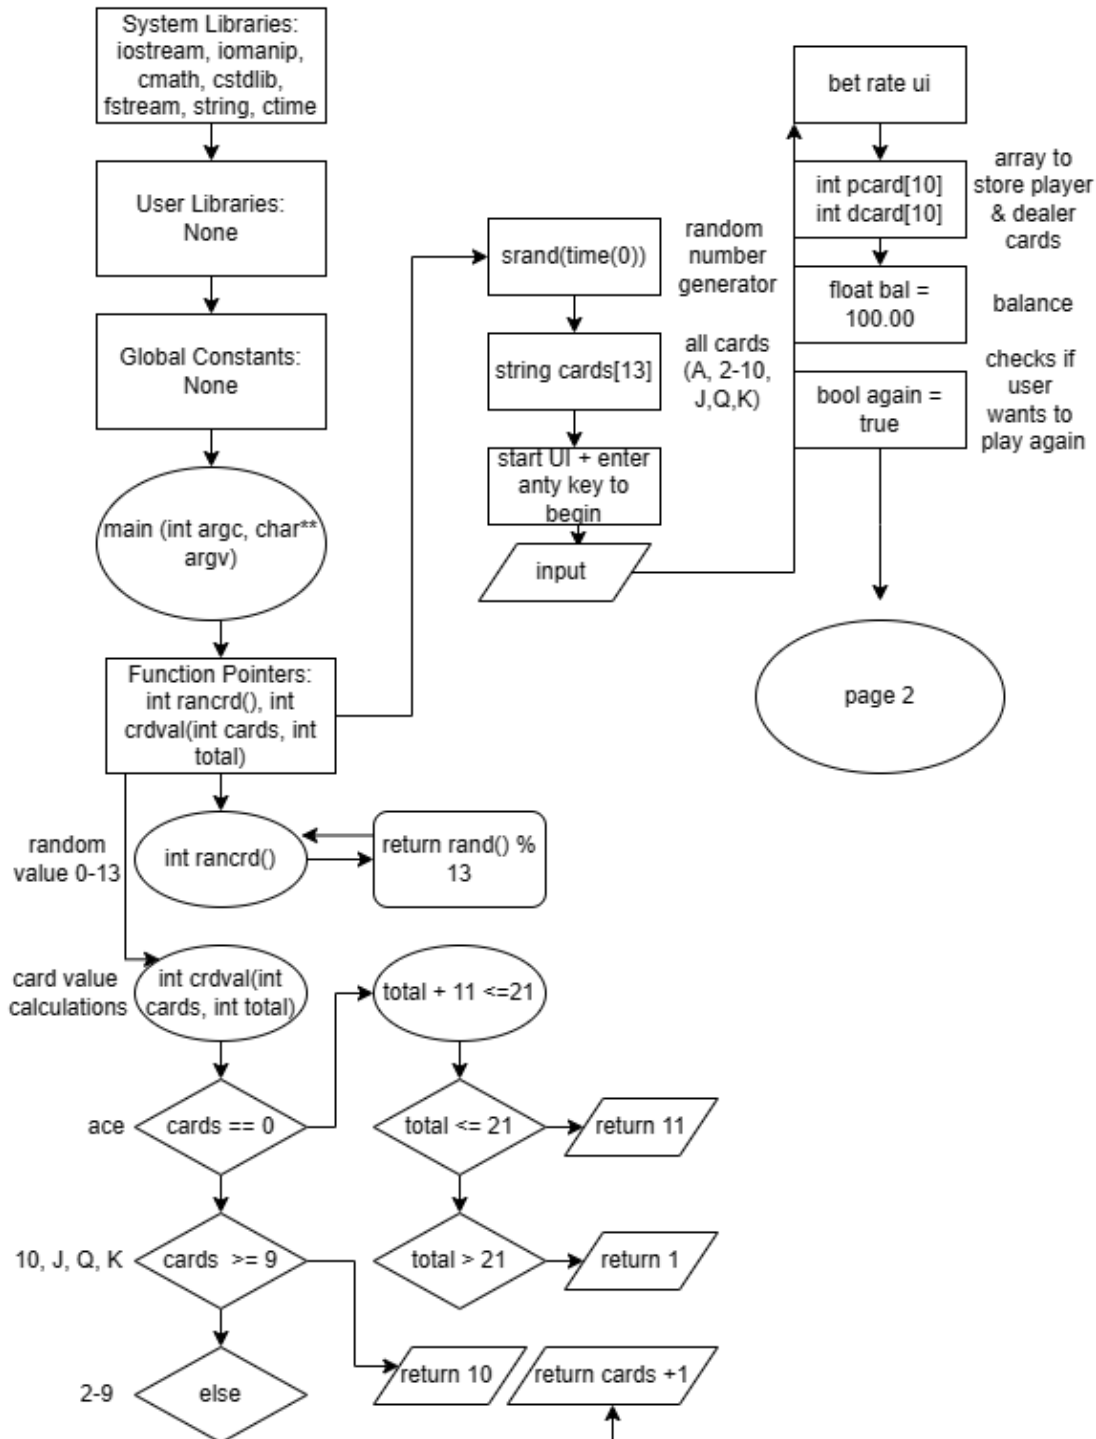 System Libraries:
iostream, iomanip,
cmath, cstdlib,
fstream, string, ctime
User Libraries:
None
Global Constants:
None
main (int argc, char**
argv)
Function Pointers:
int rancrd(), int
crdval(int cards, int
total)
random
value 0-13
int rancrd()
return rand() %
13
card value
calculations
int crdval(int
cards, int total)
total + 11 <=21
ace
cards == 0
total <= 21
return 11
10, J, Q, K
cards >= 9
total > 21
return 1
2-9
else
return 10
return cards +1
srand(time(0))
random
number
generator
string cards[13]
all cards
(A, 2-10,
J,Q,K)
start UI + enter
anty key to
begin
input
bet rate ui
int pcard[10]
int dcard[10]
array to
store player
& dealer
cards
float bal =
100.00
balance
bool again =
true
checks if
user
wants to
play again
page 2